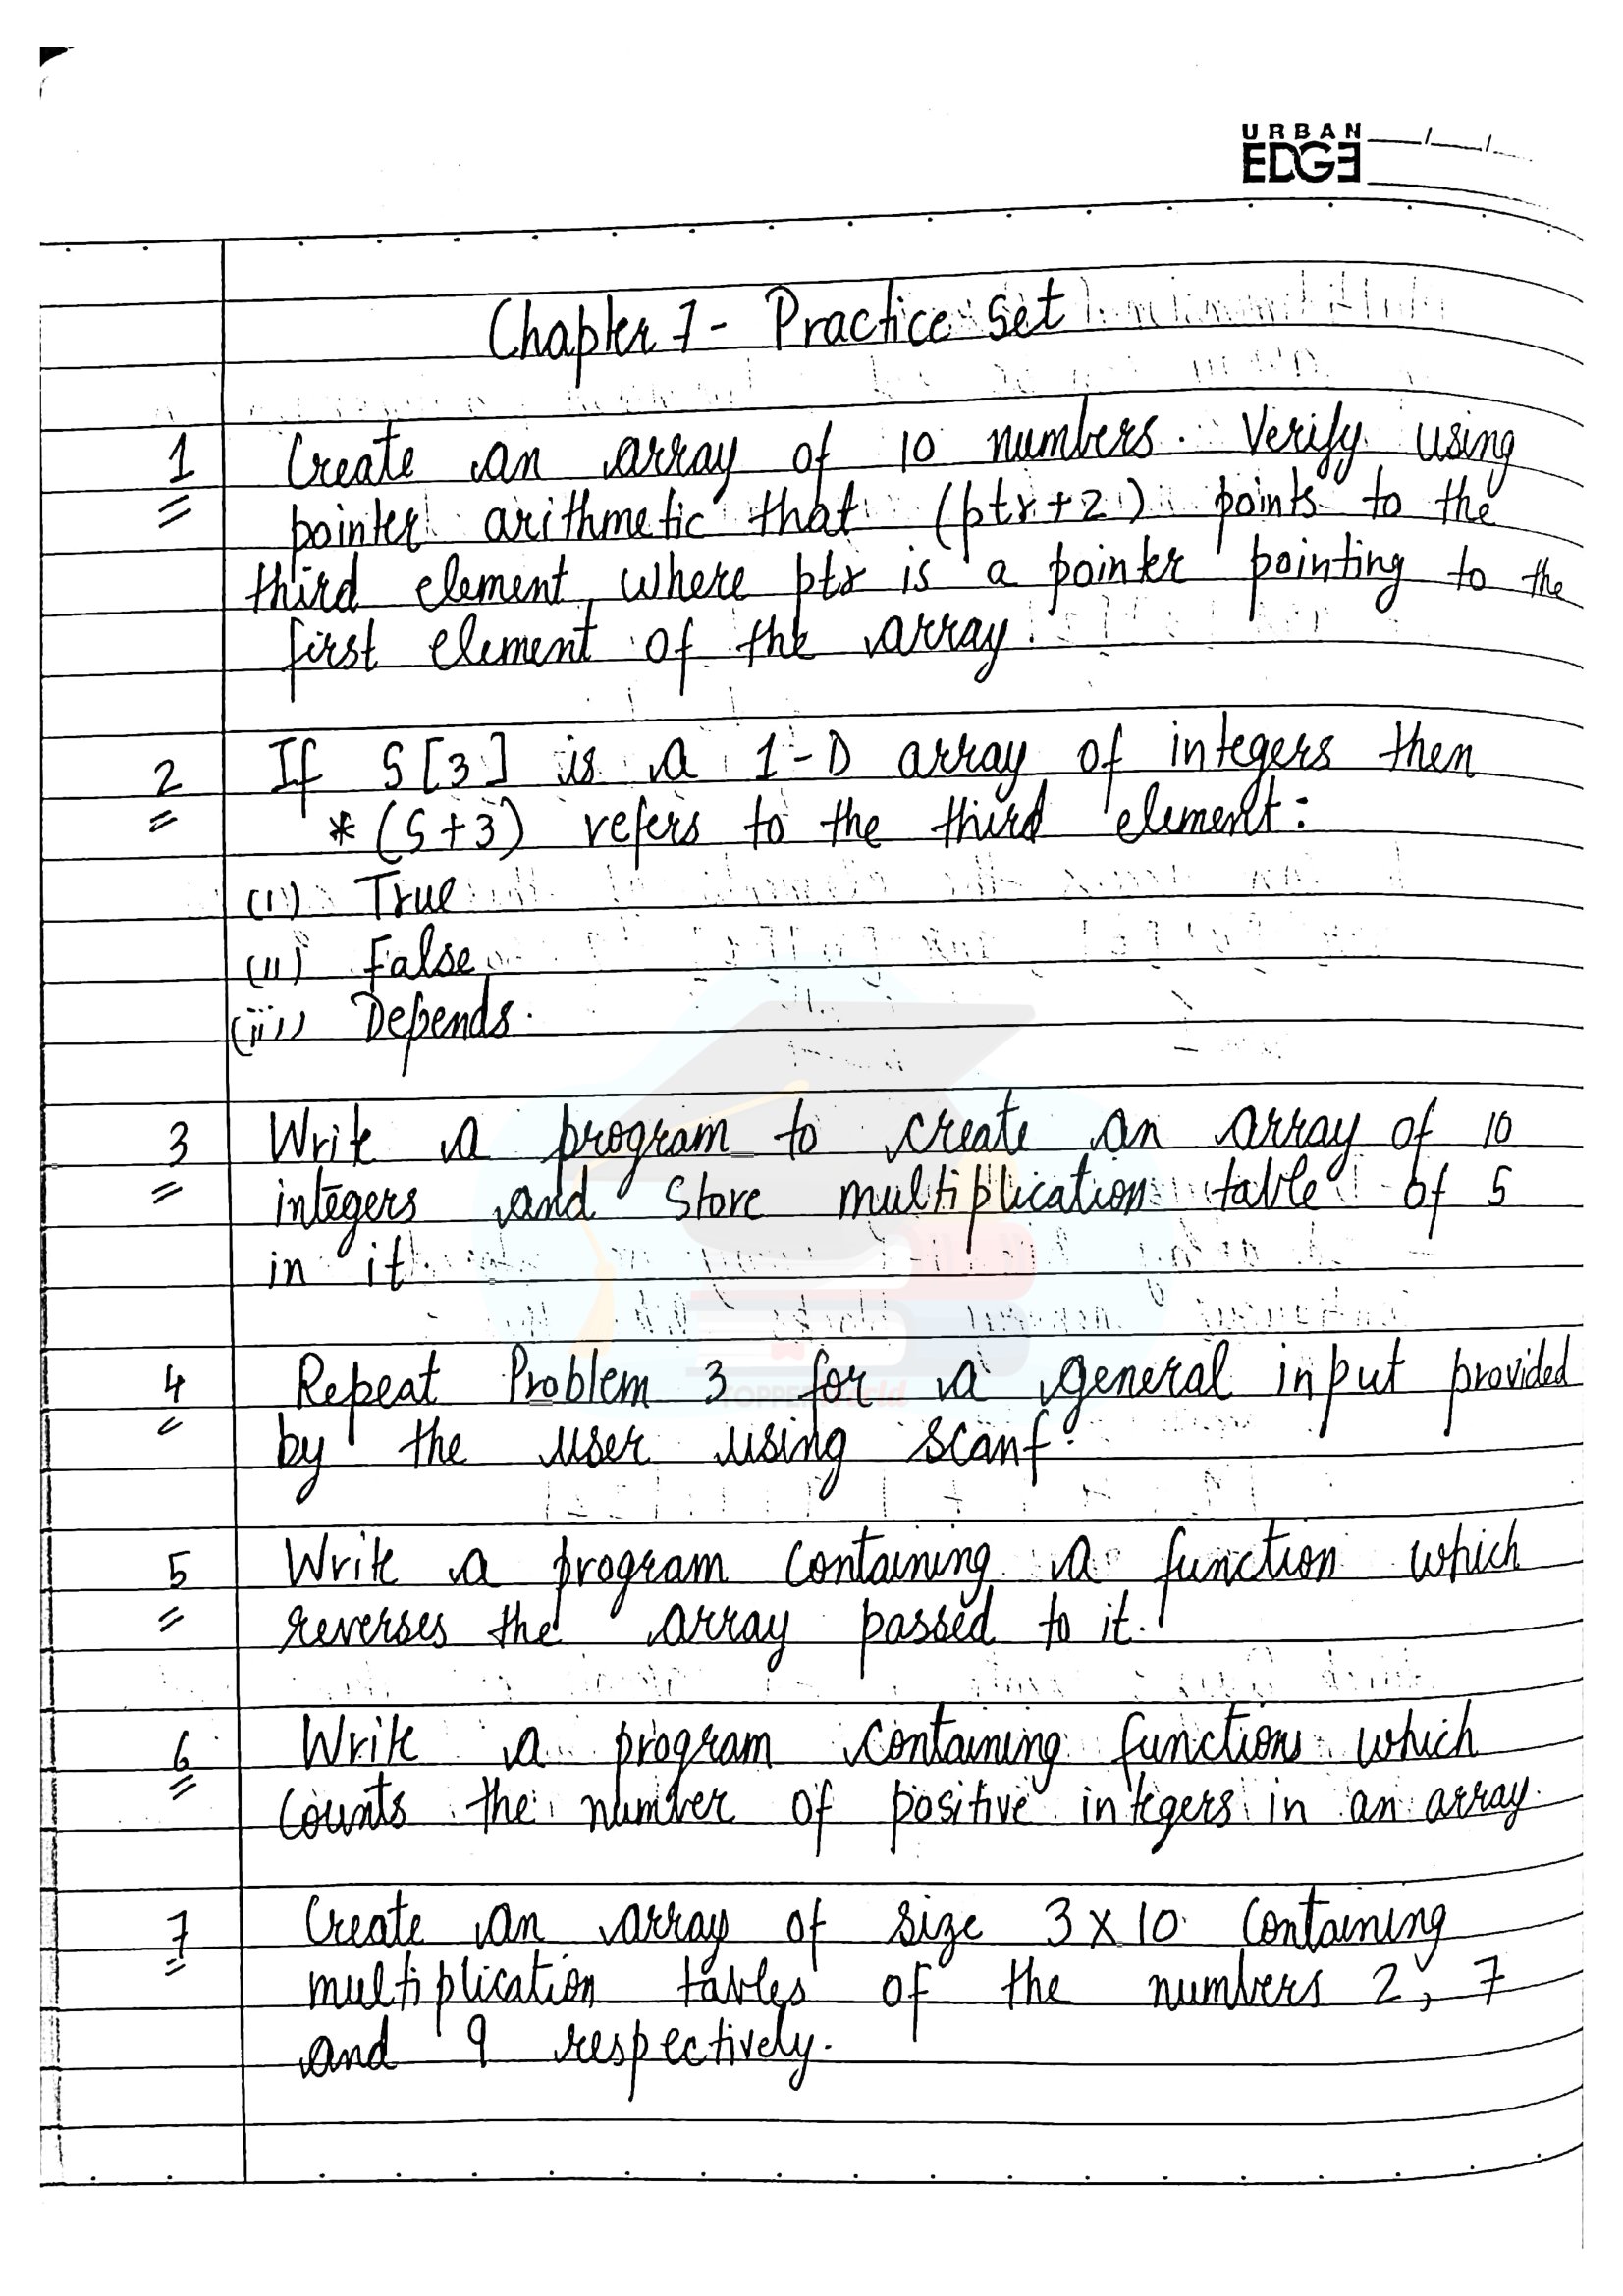 URBAN
EDGE
Chapter 7 - Practice Set
1 Create an array of 10 numbers. Verify using
pointer arithmetic that (ptr+2) points to the
third element where ptr is a pointer pointing to the
first element of the array.
2 If S[3] is a 1-D array of integers then
*(S+3) refers to the third element:
(i) True
(ii) False
(iii) Depends.
3 Write a program to create an array of 10
integers and store multiplication table of 5
in it.
4 Repeat Problem 3 for a general input provided
by the user using scanf.
TOPPERWorld
5 Write a program containing a function which
reverses the array passed to it.
6 Write a program containing functions which
counts the number of positive integers in an array.
7 Create an array of size 3 x 10 containing
multiplication tables of the numbers 2, 7
and 9 respectively.